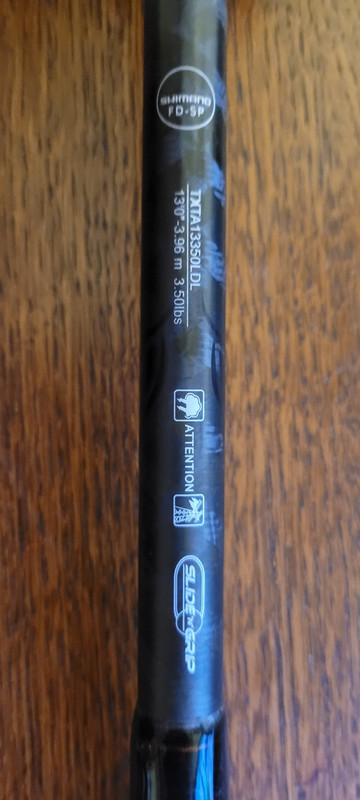 SHIMANO
FD-SP
TXTA13350LDL
13'0"-3.96 m 3.50lbs
ATTENTION
SLIDE'N GRIP